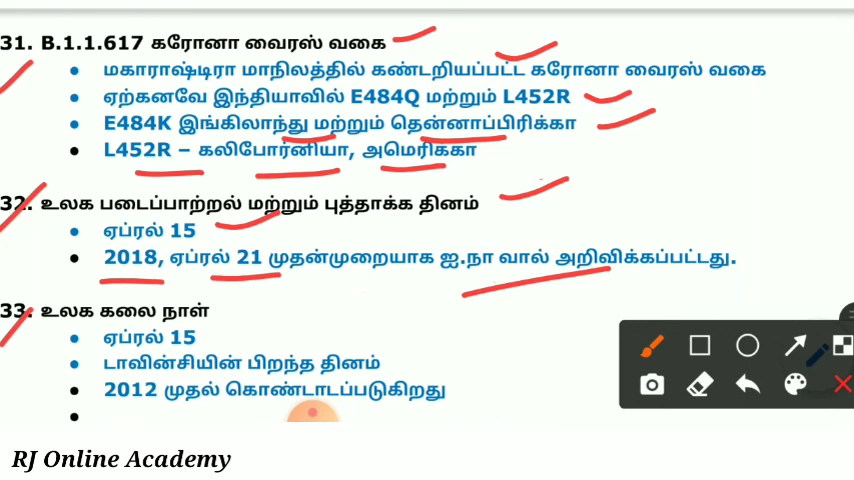 31. B.1.1.617 கரோனா வைரஸ் வகை
• மகாராஷ்டிரா மாநிலத்தில் கண்டறியப்பட்ட கரோனா வைரஸ் வகை
• ஏற்கனவே இந்தியாவில் E484Q மற்றும் L452R
• E484K இங்கிலாந்து மற்றும் தென்னாப்பிரிக்கா
• L452R – கலிபோர்னியா, அமெரிக்கா
32. உலக படைப்பாற்றல் மற்றும் புத்தாக்க தினம்
• ஏப்ரல் 15
• 2018, ஏப்ரல் 21 முதன்முறையாக ஐ.நா வால் அறிவிக்கப்பட்டது.
33. உலக கலை நாள்
• ஏப்ரல் 15
• டாவின்சியின் பிறந்த தினம்
• 2012 முதல் கொண்டாடப்படுகிறது
•
RJ Online Academy